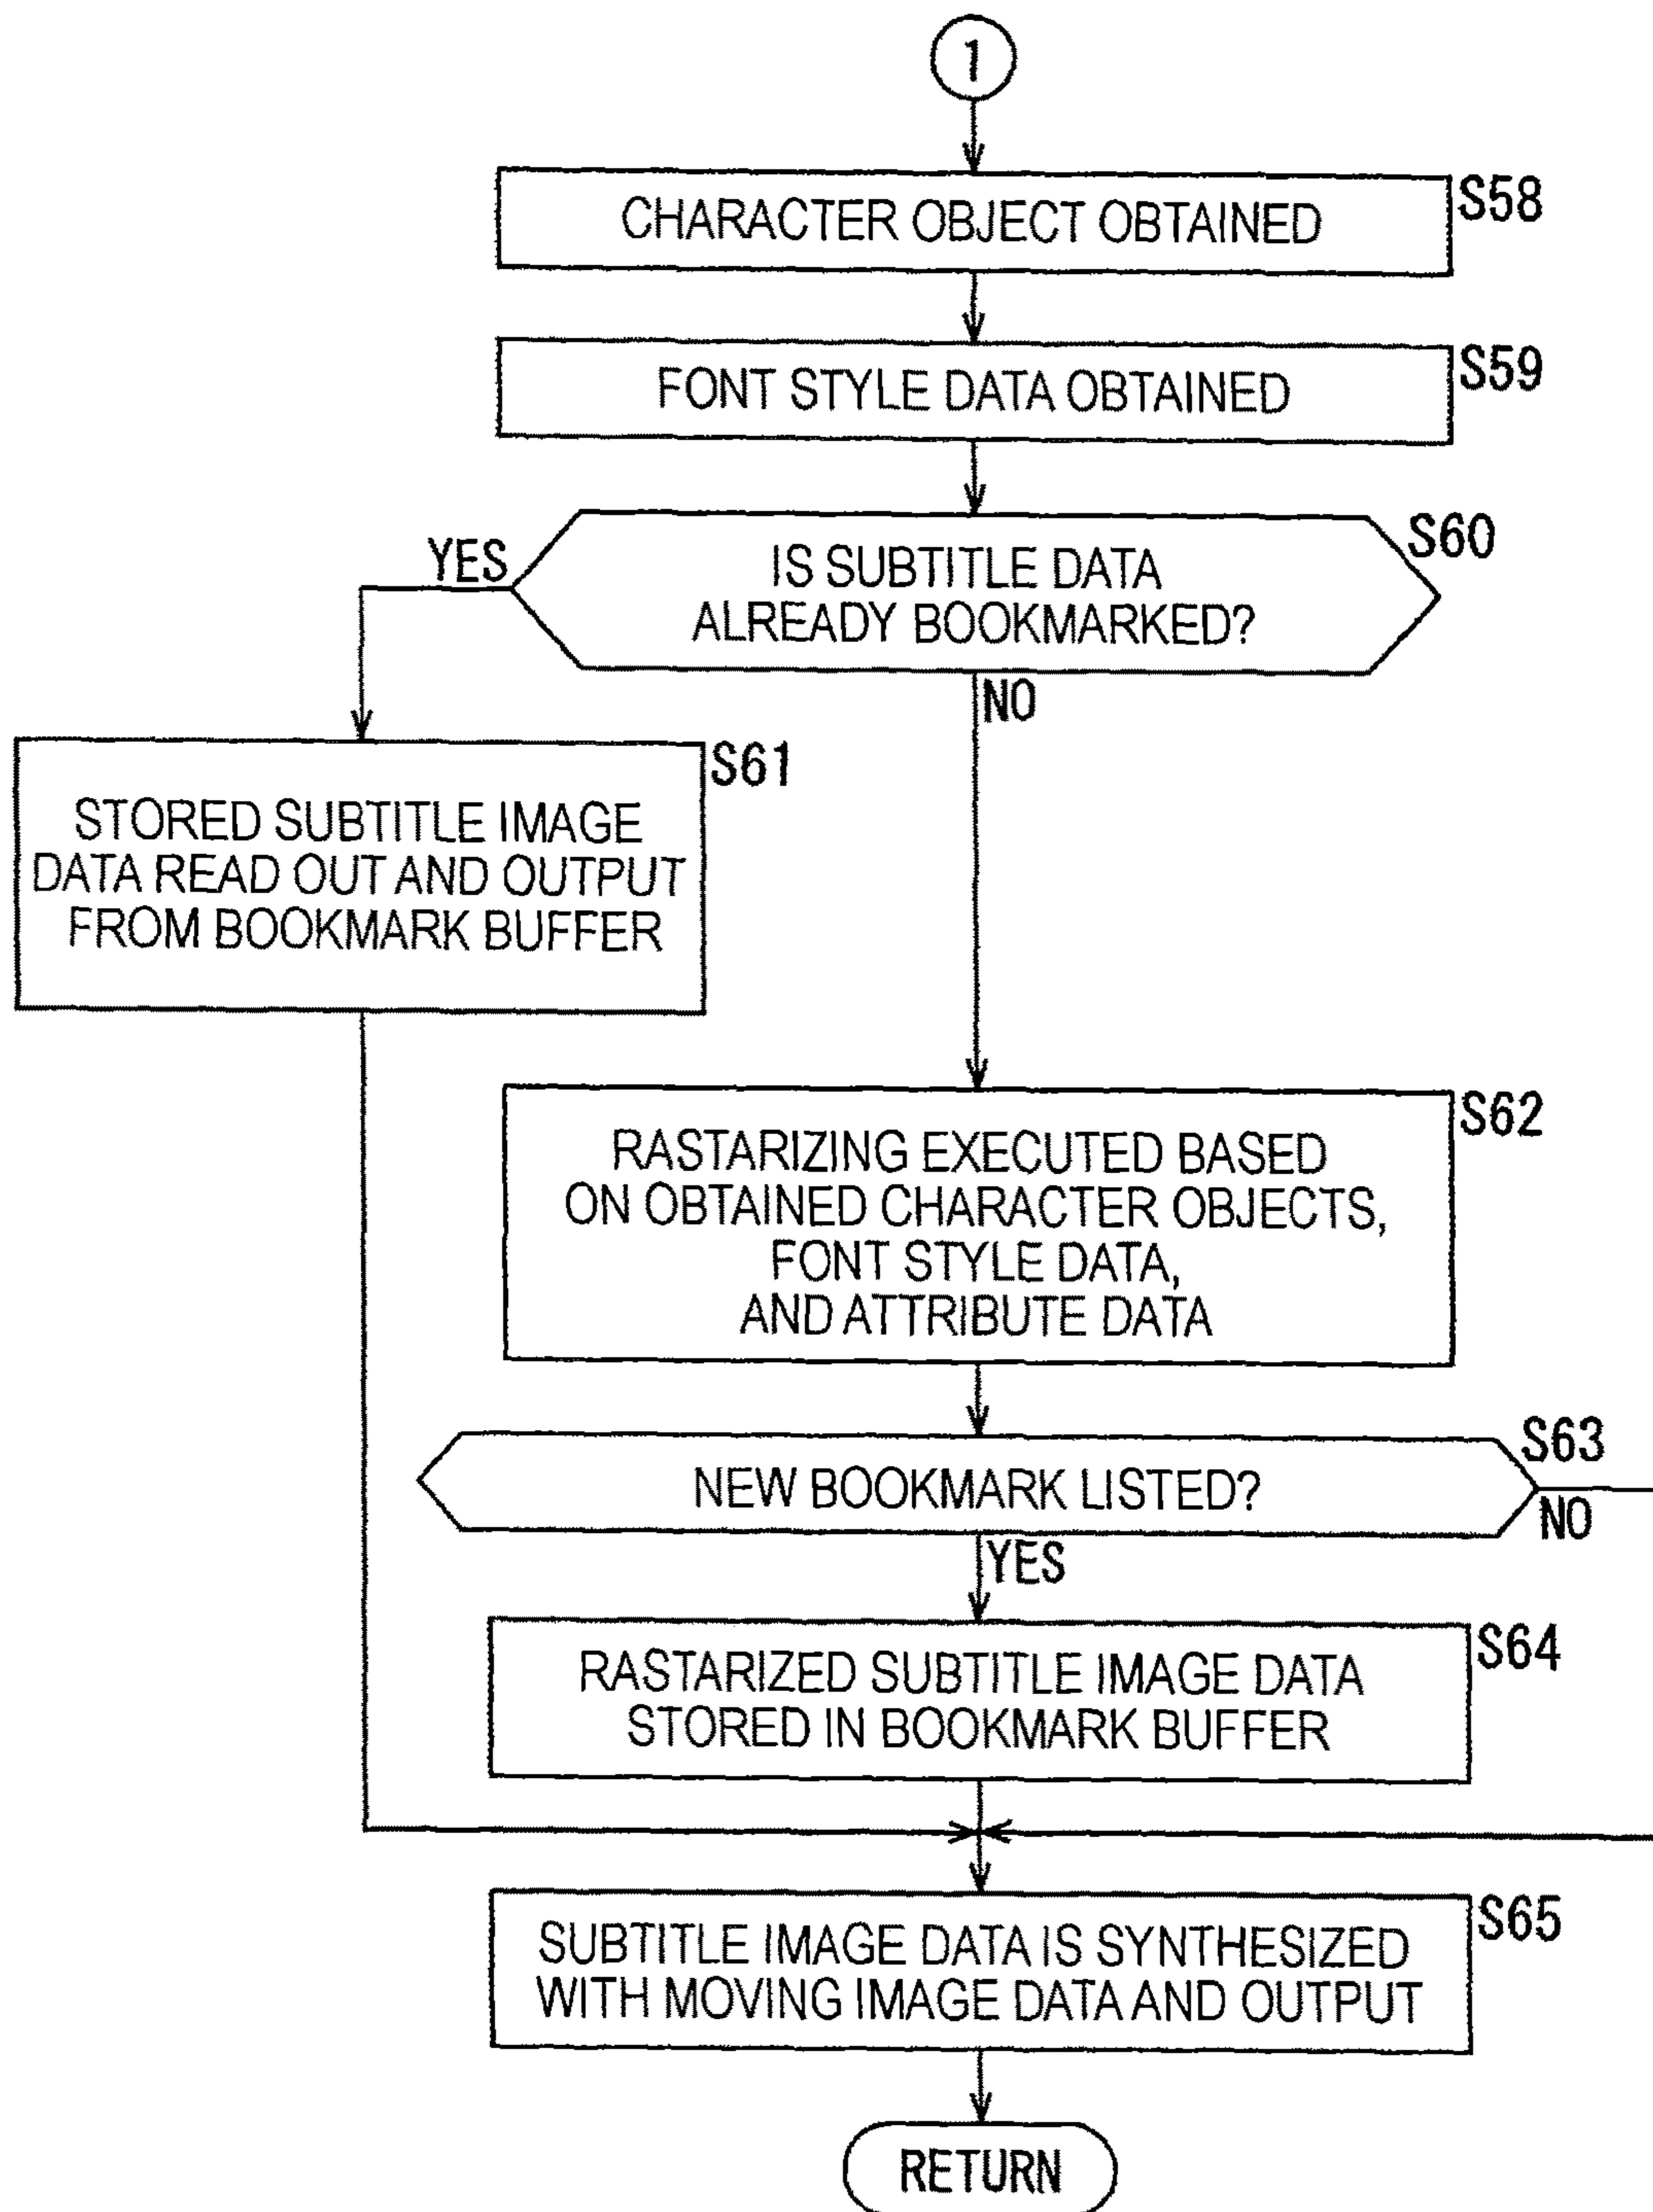 1
CHARACTER OBJECT OBTAINED
S58
FONT STYLE DATA OBTAINED
S59
IS SUBTITLE DATA
ALREADY BOOKMARKED?
S60
YES
NO
STORED SUBTITLE IMAGE
DATA READ OUT AND OUTPUT
FROM BOOKMARK BUFFER
S61
RASTARIZING EXECUTED BASED
ON OBTAINED CHARACTER OBJECTS,
FONT STYLE DATA,
AND ATTRIBUTE DATA
S62
NEW BOOKMARK LISTED?
S63
NO
YES
RASTARIZED SUBTITLE IMAGE DATA
STORED IN BOOKMARK BUFFER
S64
SUBTITLE IMAGE DATA IS SYNTHESIZED
WITH MOVING IMAGE DATA AND OUTPUT
S65
RETURN